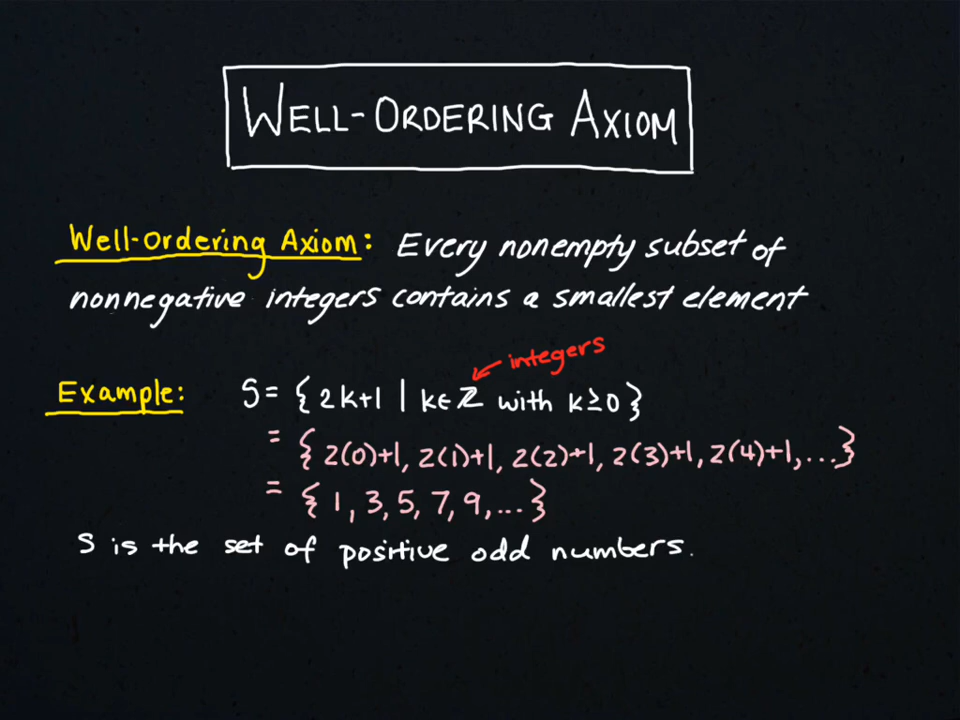 WELL-ORDERING AXIOM
Well-Ordering Axiom: Every nonempty subset of
nonnegative integers contains a smallest element
integers
Example: S = { 2k+1 | k∈ℤ with k≥0 }
= { 2(0)+1, 2(1)+1, 2(2)+1, 2(3)+1, 2(4)+1, ... }
= { 1, 3, 5, 7, 9, ... }
S is the set of positive odd numbers.